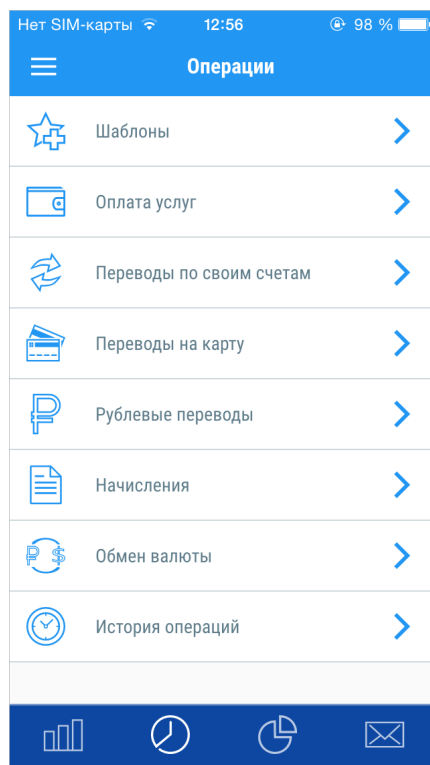 Нет SIM-карты 12:56 98 %
Операции
Шаблоны
Оплата услуг
Переводы по своим счетам
Переводы на карту
Рублевые переводы
Начисления
Обмен валюты
История операций